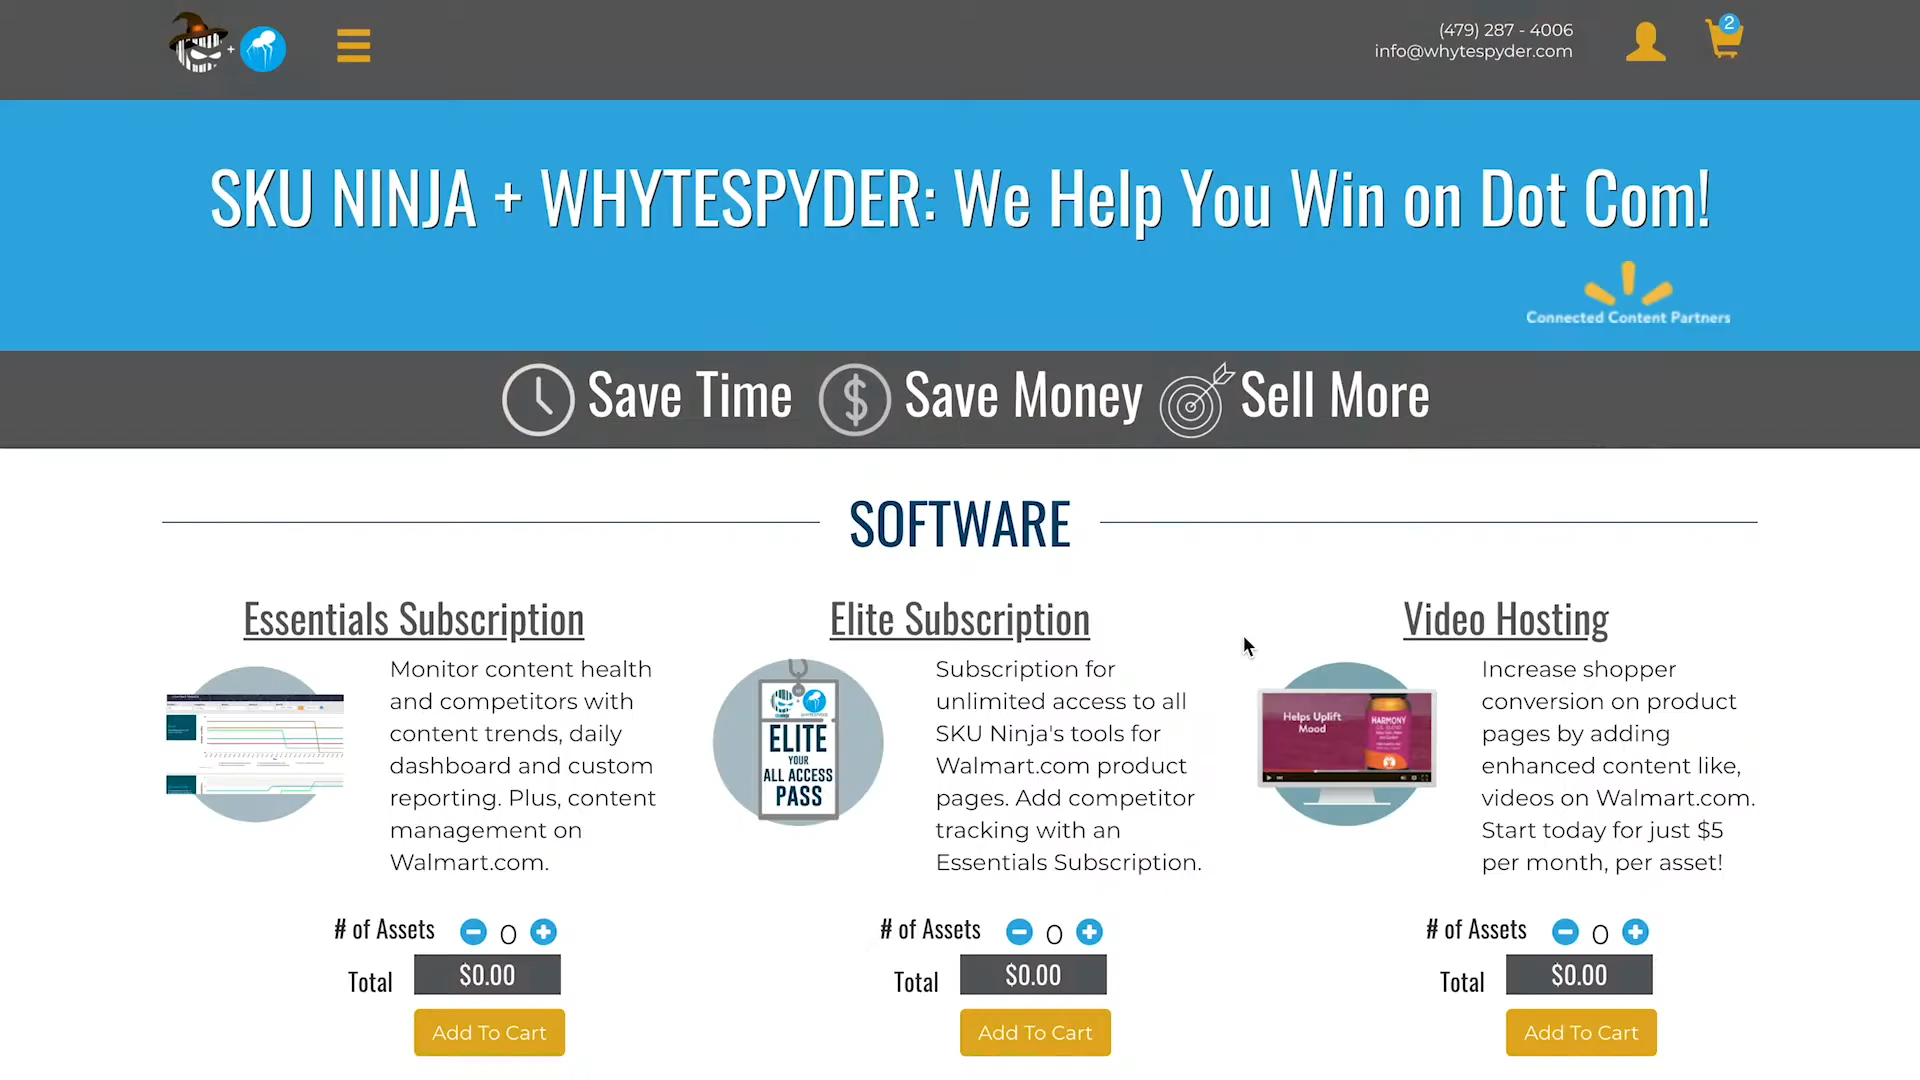 +
(479) 287 - 4006
info@whytespyder.com
2
SKU NINJA + WHYTESPYDER: We Help You Win on Dot Com!
Connected Content Partners
Save Time
$ Save Money
Sell More
SOFTWARE
Essentials Subscription
Monitor content health
and competitors with
content trends, daily
dashboard and custom
reporting. Plus, content
management on
Walmart.com.
# of Assets
0
Total
$0.00
Add To Cart
Elite Subscription
ELITE
YOUR
ALL ACCESS
PASS
Subscription for
unlimited access to all
SKU Ninja's tools for
Walmart.com product
pages. Add competitor
tracking with an
Essentials Subscription.
# of Assets
0
Total
$0.00
Add To Cart
Video Hosting
Helps Uplift
Mood
HARMONY
Increase shopper
conversion on product
pages by adding
enhanced content like,
videos on Walmart.com.
Start today for just $5
per month, per asset!
# of Assets
0
Total
$0.00
Add To Cart